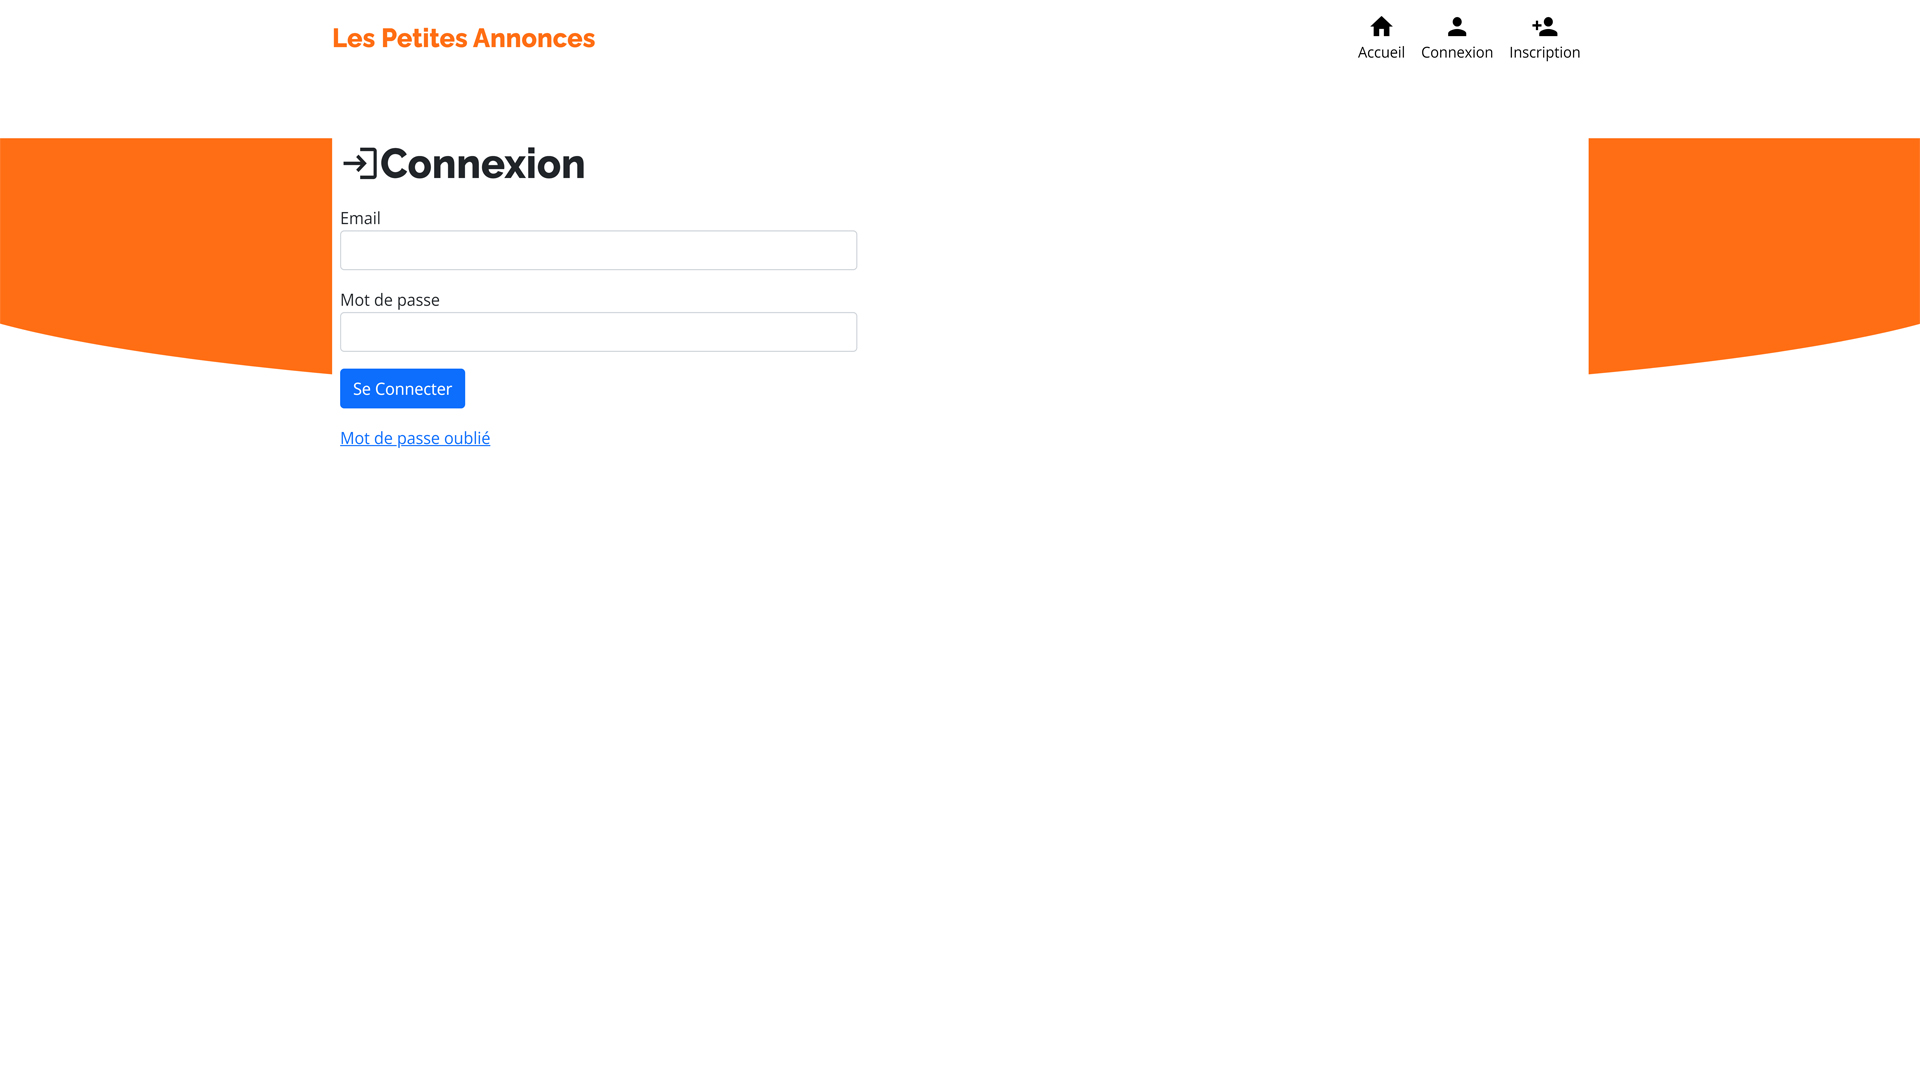 Les Petites Annonces
Accueil
Connexion
Inscription
Connexion
Email
Mot de passe
Se Connecter
Mot de passe oublié